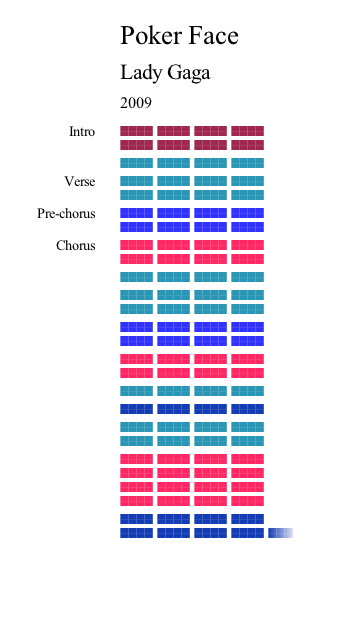 Poker Face
Lady Gaga
2009
Intro
Verse
Pre-chorus
Chorus